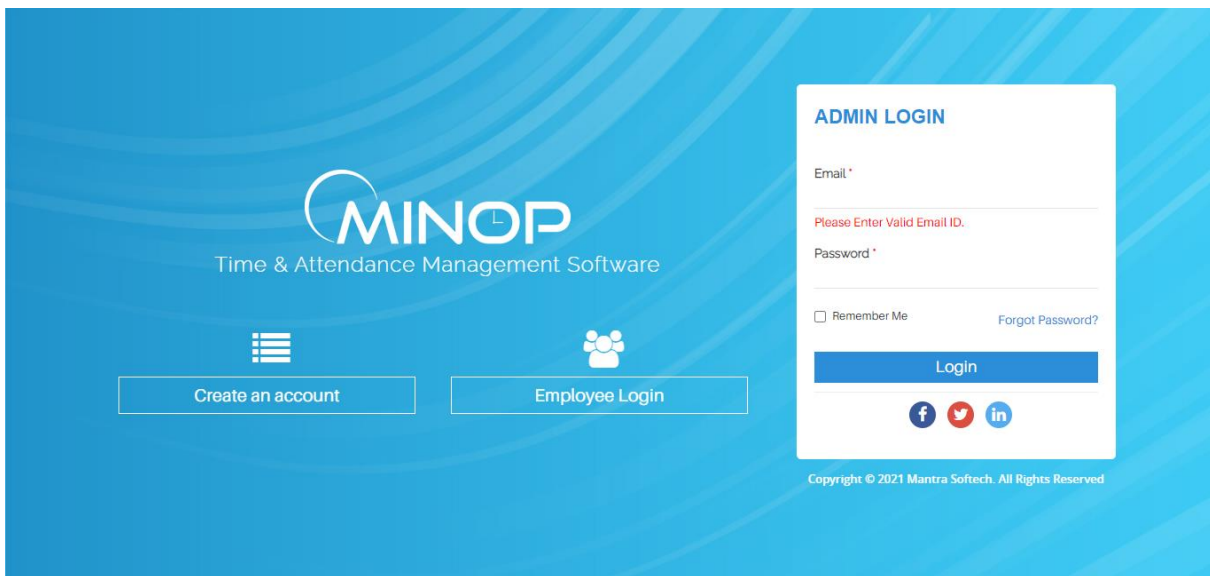 MINOP
Time & Attendance Management Software
Create an account
Employee Login
ADMIN LOGIN
Email *
Please Enter Valid Email ID.
Password *
Remember Me
Forgot Password?
Login
Copyright © 2021 Mantra Softech. All Rights Reserved